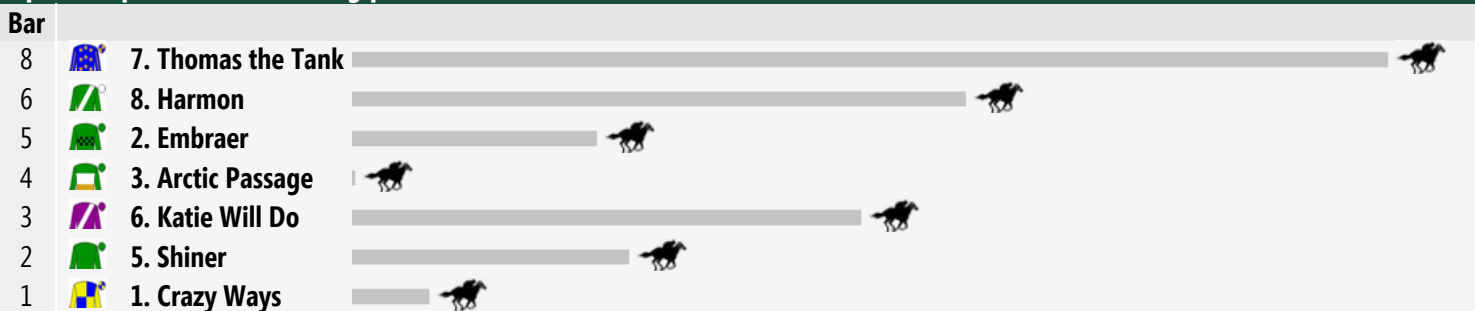 Bar
8 7. Thomas the Tank
6 8. Harmon
5 2. Embraer
4 3. Arctic Passage
3 6. Katie Will Do
2 5. Shiner
1 1. Crazy Ways